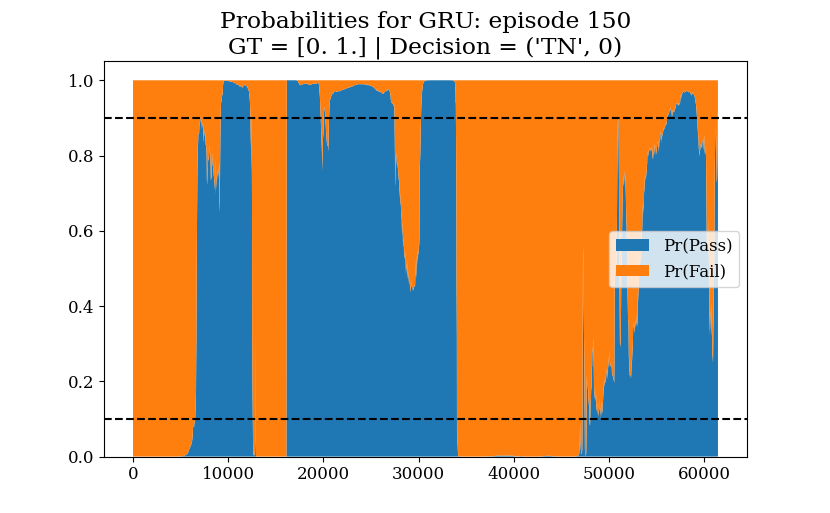 Probabilities for GRU: episode 150
GT = [0. 1.] | Decision = ('TN', 0)
1.0
0.8
0.6
0.4
0.2
0.0
Pr(Pass)
Pr(Fail)
0 10000 20000 30000 40000 50000 60000